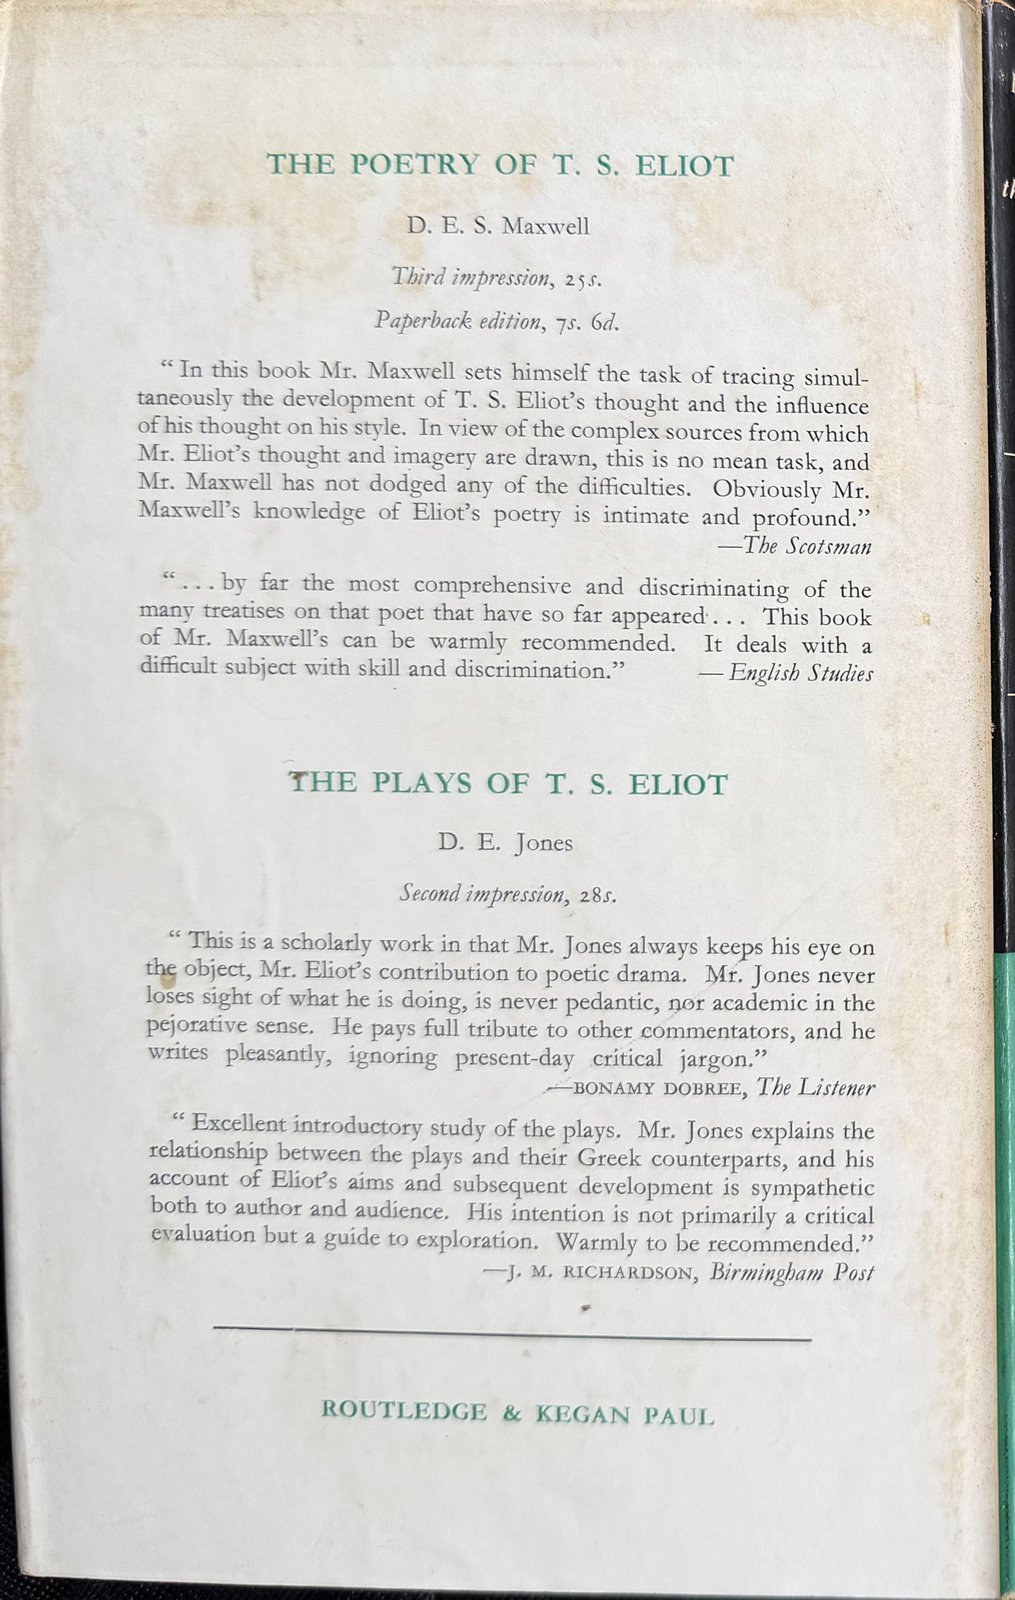 THE POETRY OF T. S. ELIOT
D. E. S. Maxwell
Third impression, 25s.
Paperback edition, 7s. 6d.
“In this book Mr. Maxwell sets himself the task of tracing simul-
taneously the development of T. S. Eliot’s thought and the influence
of his thought on his style. In view of the complex sources from which
Mr. Eliot’s thought and imagery are drawn, this is no mean task, and
Mr. Maxwell has not dodged any of the difficulties. Obviously Mr.
Maxwell’s knowledge of Eliot’s poetry is intimate and profound.”
—The Scotsman
“... by far the most comprehensive and discriminating of the
many treatises on that poet that have so far appeared ... This book
of Mr. Maxwell’s can be warmly recommended. It deals with a
difficult subject with skill and discrimination.” —English Studies
THE PLAYS OF T. S. ELIOT
D. E. Jones
Second impression, 28s.
“This is a scholarly work in that Mr. Jones always keeps his eye on
the object, Mr. Eliot’s contribution to poetic drama. Mr. Jones never
loses sight of what he is doing, is never pedantic, nor academic in the
pejorative sense. He pays full tribute to other commentators, and he
writes pleasantly, ignoring present-day critical jargon.”
—BONAMY DOBREE, The Listener
“Excellent introductory study of the plays. Mr. Jones explains the
relationship between the plays and their Greek counterparts, and his
account of Eliot’s aims and subsequent development is sympathetic
both to author and audience. His intention is not primarily a critical
evaluation but a guide to exploration. Warmly to be recommended.”
—J. M. RICHARDSON, Birmingham Post
ROUTLEDGE & KEGAN PAUL